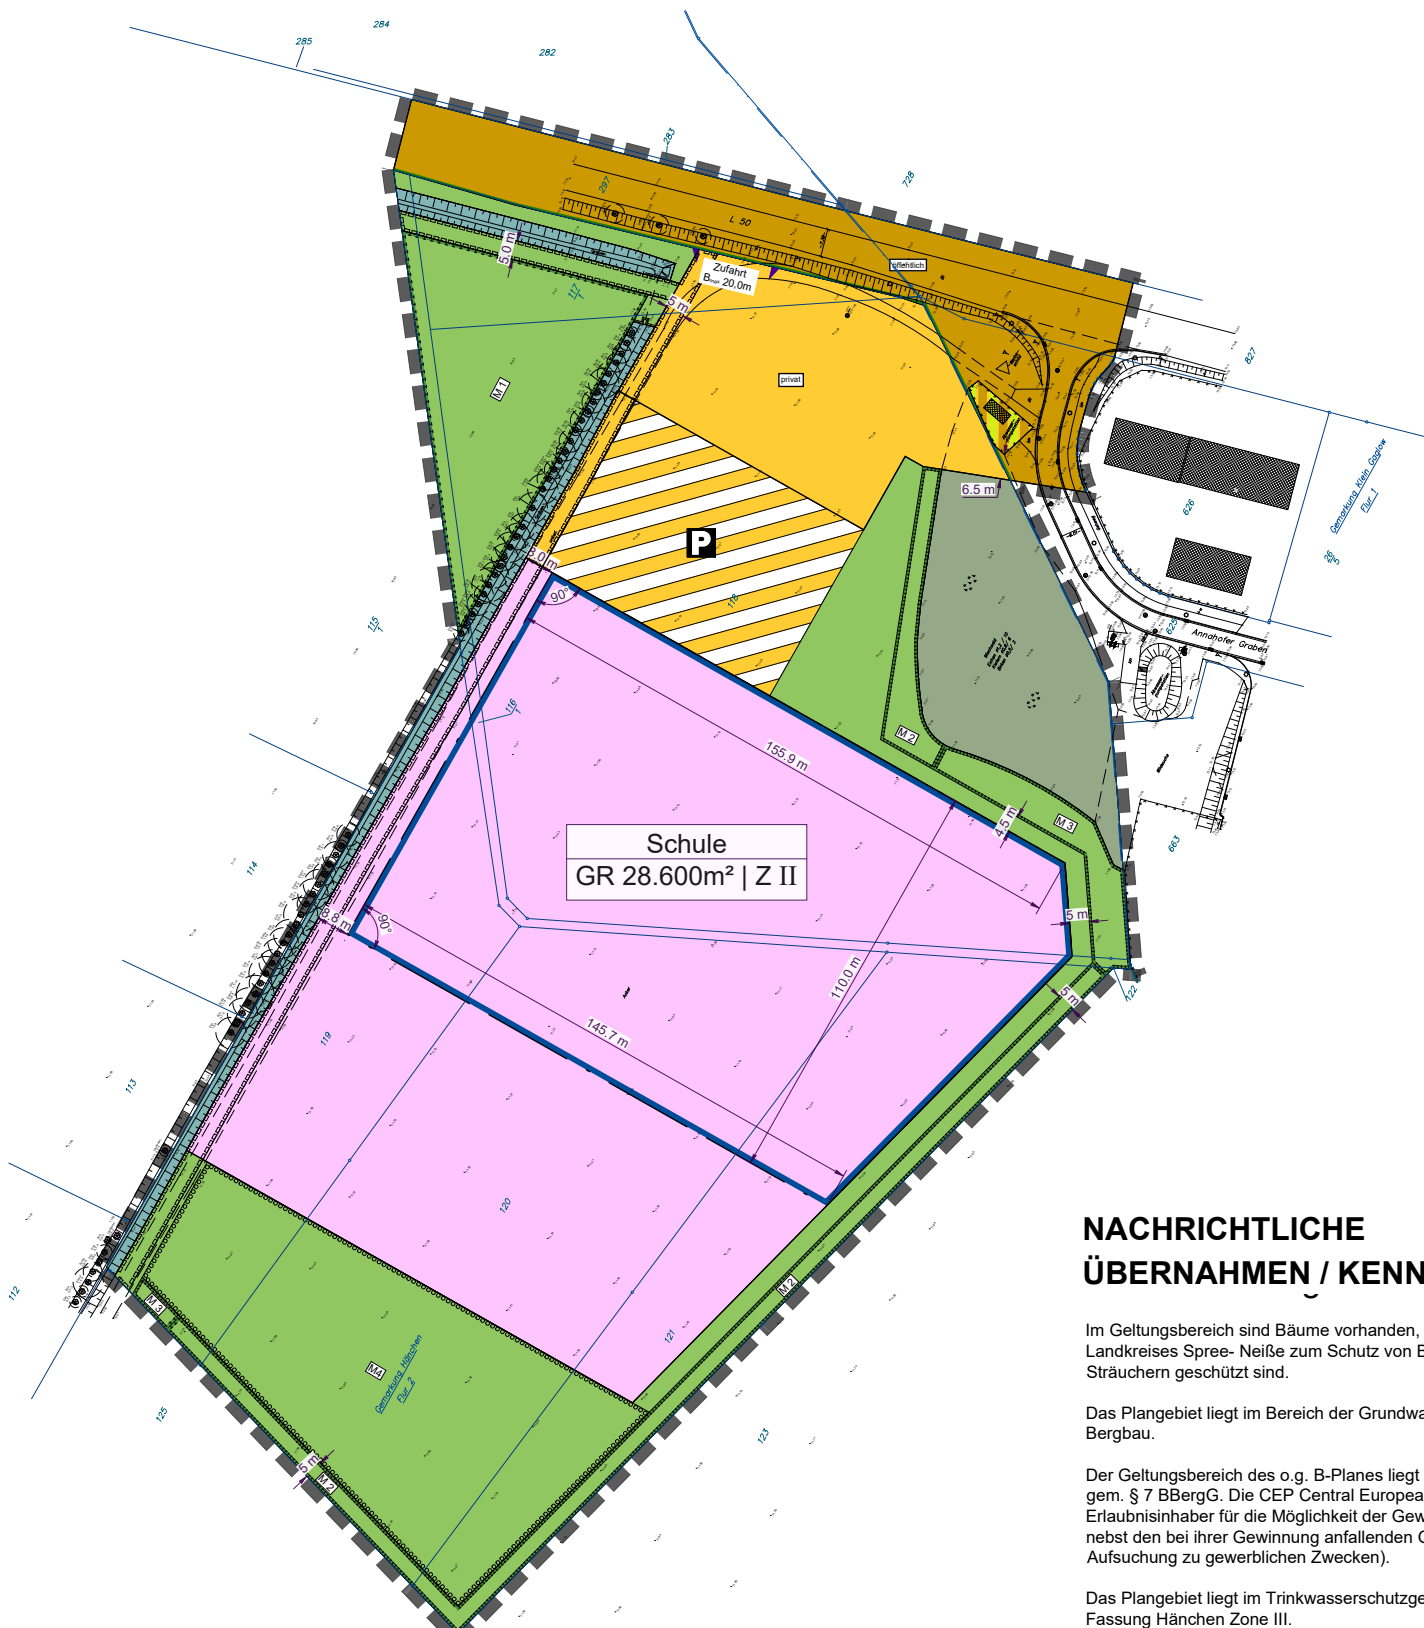 284
285
282
283
297
728
L 50
öffentlich
Zufahrt
20,0m
5.0 m
117
1
5 m
M 1
privat
827
Gemarkung Klein Gaglow
Flur 1
626
26
5
6.5 m
P
3.0 m
90°
118
115
1
625
Annahofer Graben
116
1
M 2
155.9 m
4.5 m
M 3
663
Schule
GR 28.600m² | Z II
114
8.8 m
90°
5 m
110.0 m
Acker
5 m
122
119
145.7 m
113
120
112
M 3
M 2
121
M4
Gemarkung Hänchen
Flur 2
125
123
5 m
M 2
NACHRICHTLICHE
ÜBERNAHMEN / KENN
Im Geltungsbereich sind Bäume vorhanden,
Landkreises Spree- Neiße zum Schutz von B
Sträuchern geschützt sind.
Das Plangebiet liegt im Bereich der Grundwa
Bergbau.
Der Geltungsbereich des o.g. B-Planes liegt
gem. § 7 BBergG. Die CEP Central Europea
Erlaubnisinhaber für die Möglichkeit der Gew
nebst den bei ihrer Gewinnung anfallenden G
Aufsuchung zu gewerblichen Zwecken).
Das Plangebiet liegt im Trinkwasserschutzge
Fassung Hänchen Zone III.